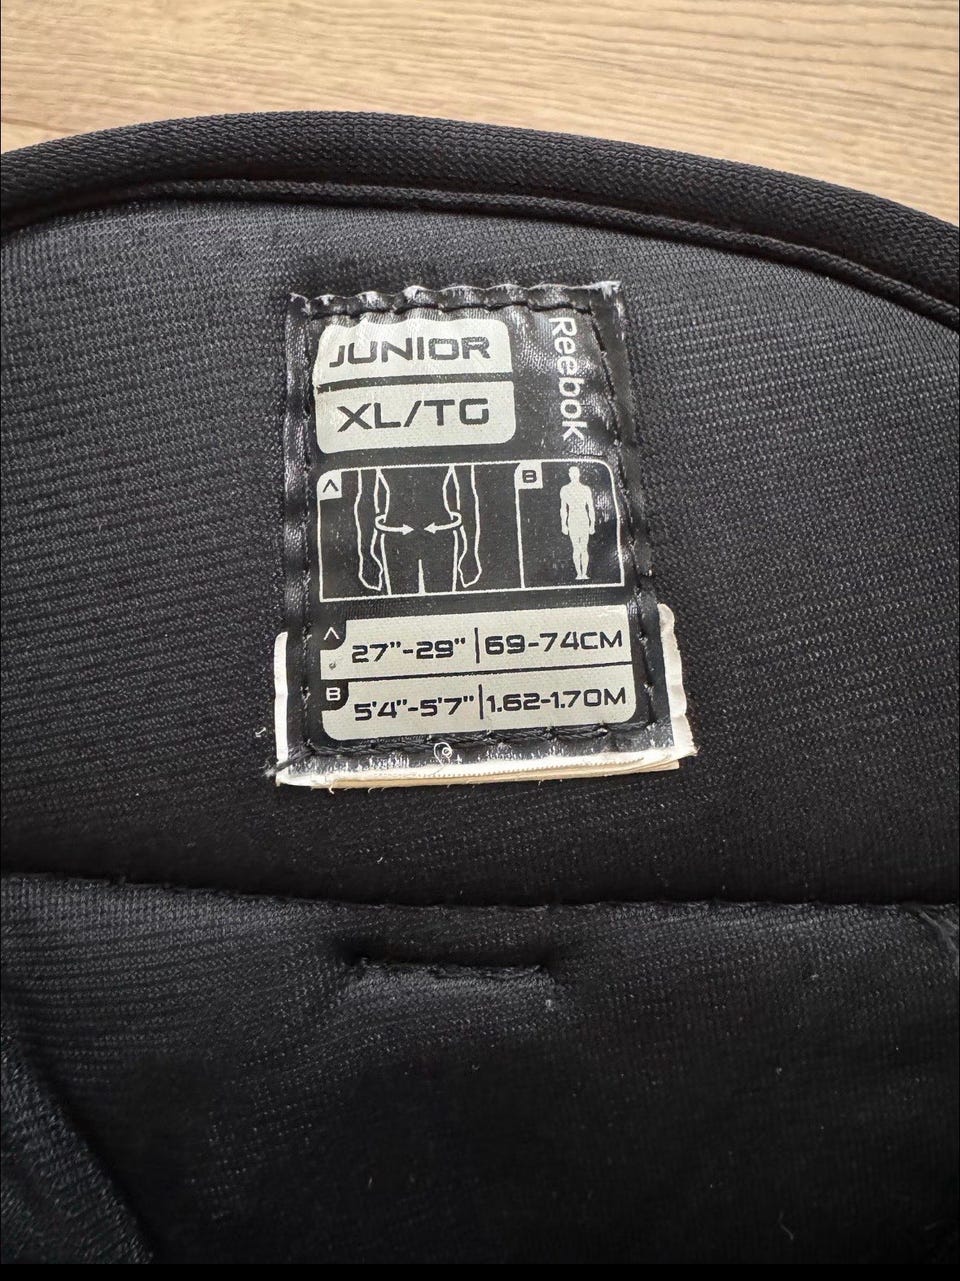 JUNIOR
XL/TG
Reebok
A
B
A 27"-29" | 69-74CM
B 5'4"-5'7" | 1.62-1.70M